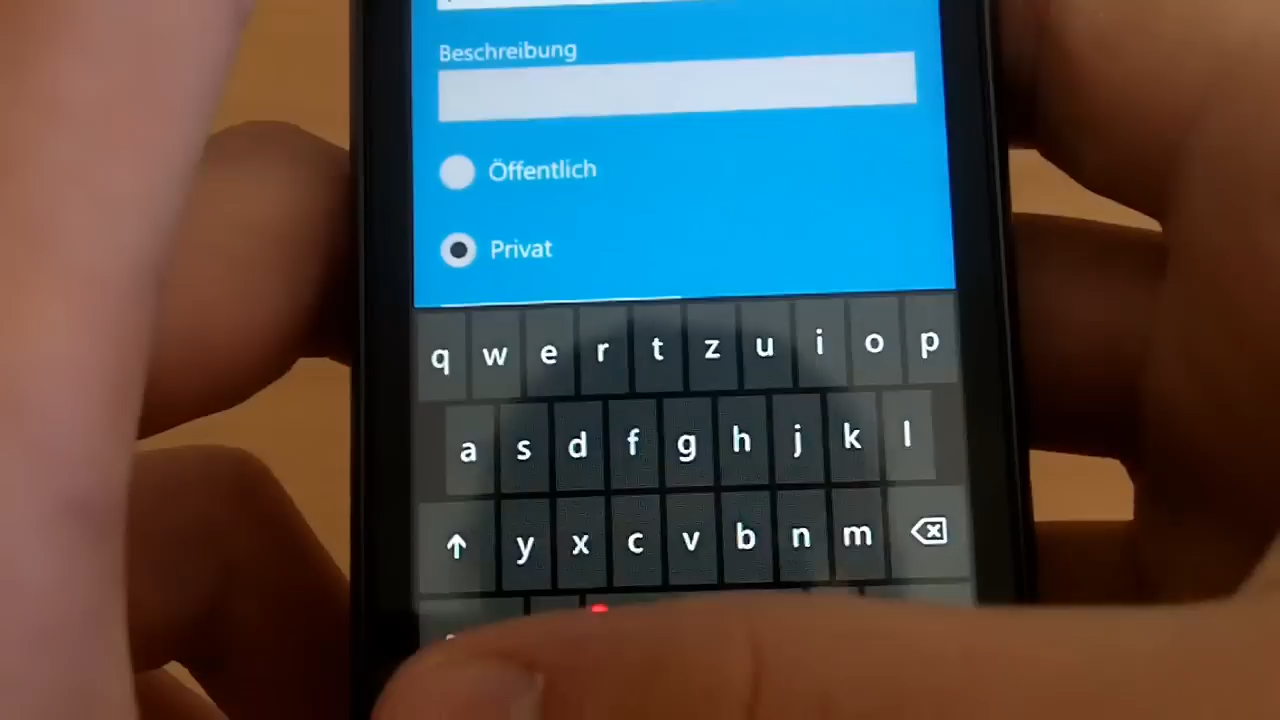 Beschreibung
Öffentlich
Privat
q w e r t z u i o p
a s d f g h j k l
y x c v b n m